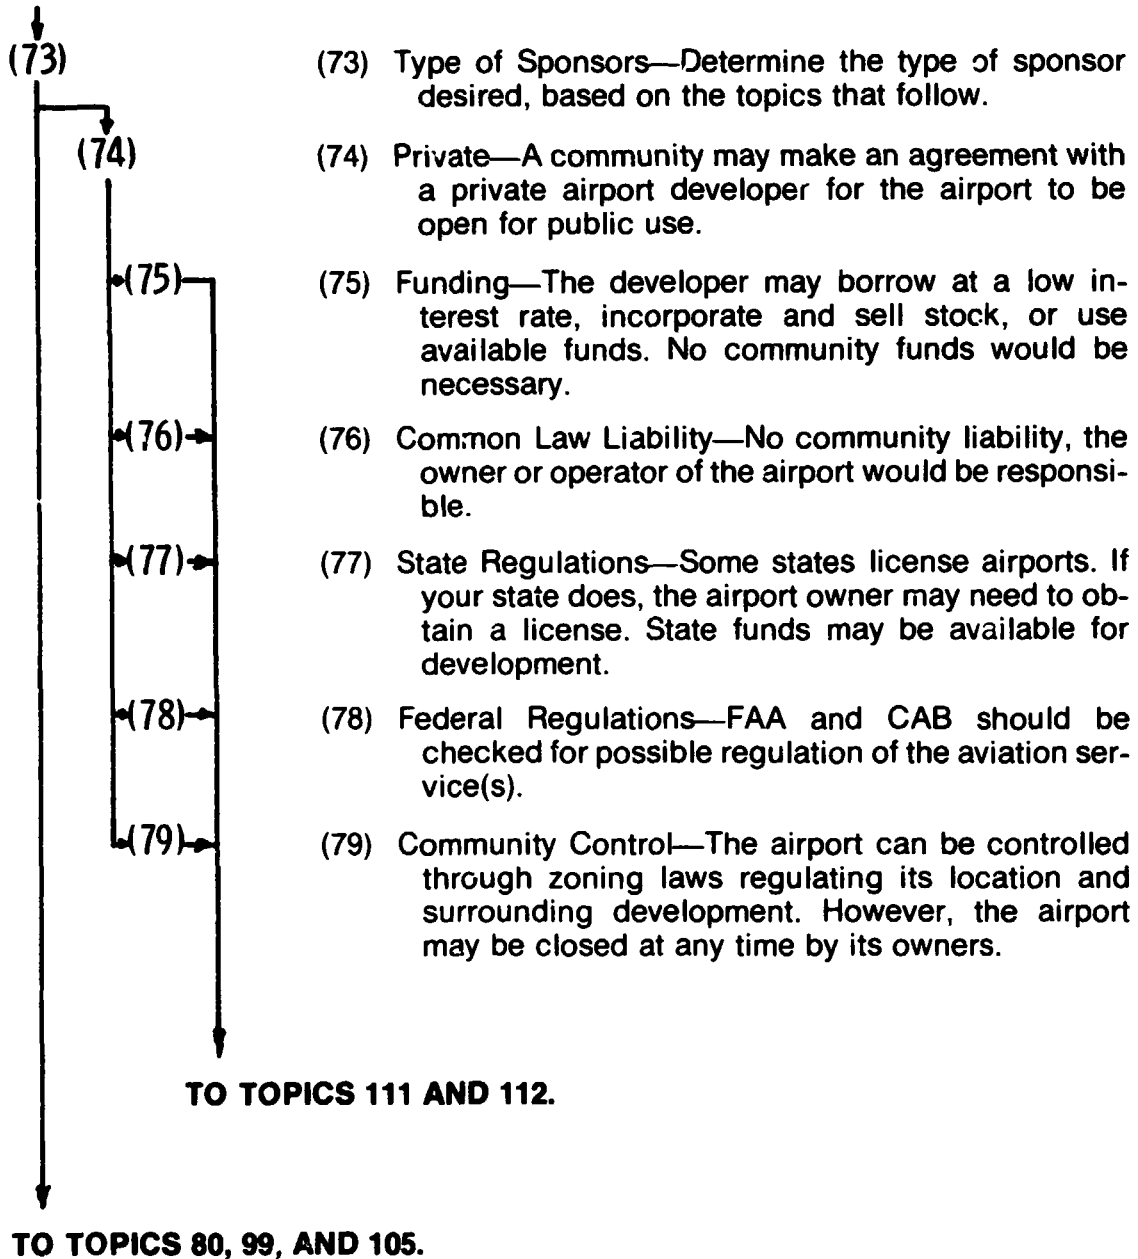 (73)
(73) Type of Sponsors—Determine the type of sponsor
desired, based on the topics that follow.
(74)
(74) Private—A community may make an agreement with
a private airport developer for the airport to be
open for public use.
(75)
(75) Funding—The developer may borrow at a low in-
terest rate, incorporate and sell stock, or use
available funds. No community funds would be
necessary.
(76)
(76) Common Law Liability—No community liability, the
owner or operator of the airport would be responsi-
ble.
(77)
(77) State Regulations—Some states license airports. If
your state does, the airport owner may need to ob-
tain a license. State funds may be available for
development.
(78)
(78) Federal Regulations—FAA and CAB should be
checked for possible regulation of the aviation ser-
vice(s).
(79)
(79) Community Control—The airport can be controlled
through zoning laws regulating its location and
surrounding development. However, the airport
may be closed at any time by its owners.
TO TOPICS 111 AND 112.
TO TOPICS 80, 99, AND 105.